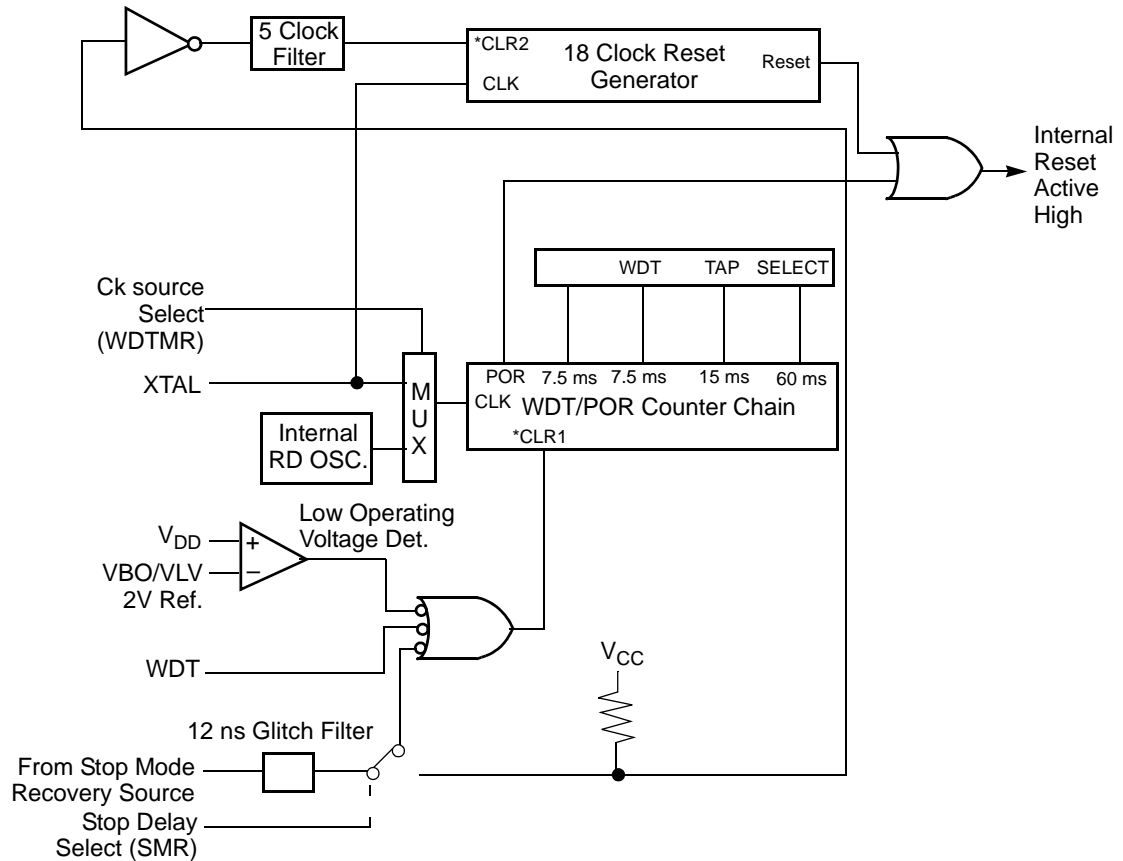 5 Clock
Filter
*CLR2
CLK
18 Clock Reset
Generator
Reset
Internal
Reset
Active
High
WDT TAP SELECT
Ck source
Select
(WDTMR)
XTAL
M
U
X
Internal
RD OSC.
POR 7.5 ms 7.5 ms 15 ms 60 ms
CLK WDT/POR Counter Chain
*CLR1
Low Operating
Voltage Det.
VDD
+
VBO/VLV
−
2V Ref.
WDT
VCC
12 ns Glitch Filter
From Stop Mode
Recovery Source
Stop Delay
Select (SMR)